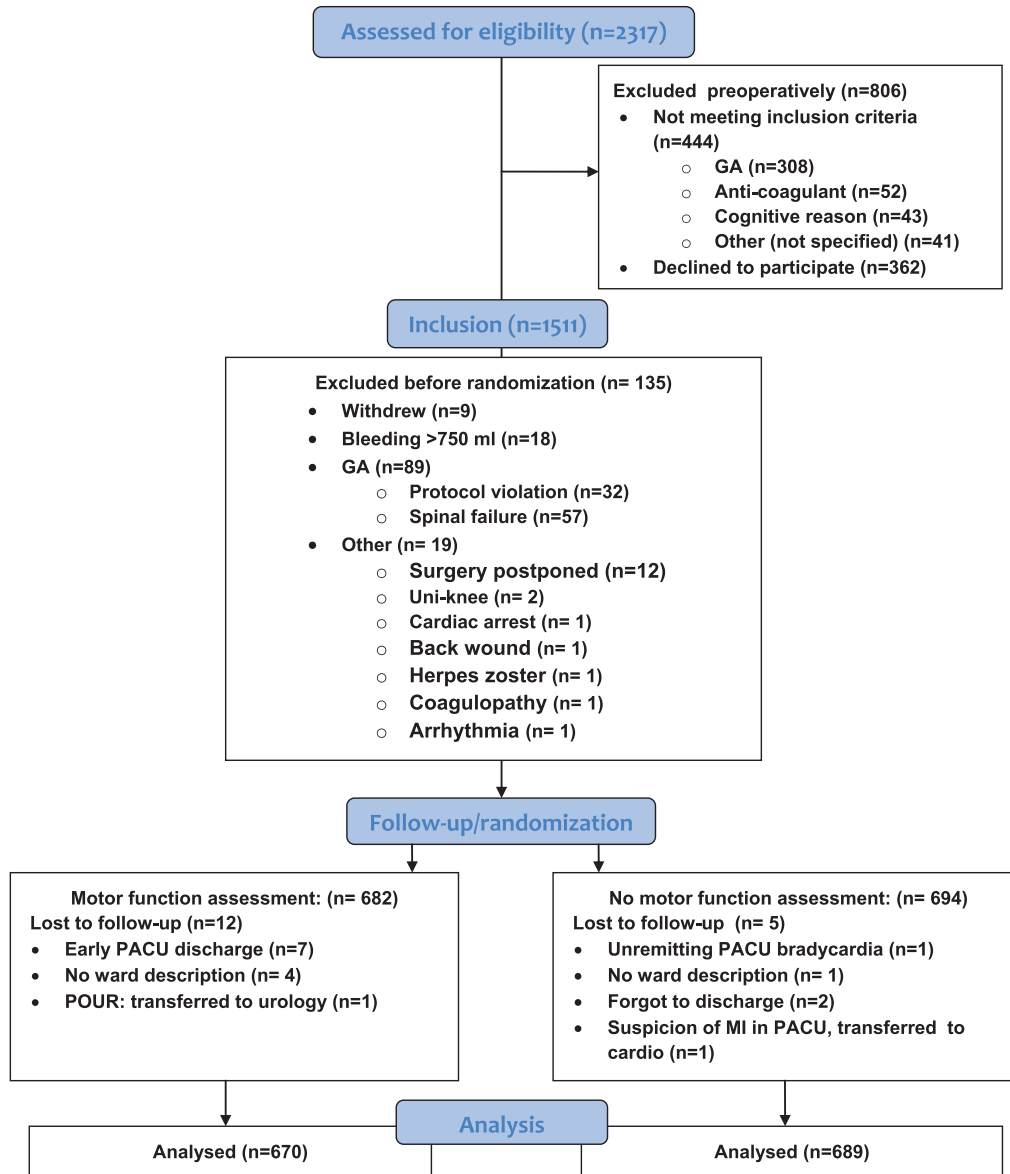 Assessed for eligibility (n=2317)
Excluded preoperatively (n=806)
• Not meeting inclusion criteria
(n=444)
○ GA (n=308)
○ Anti-coagulant (n=52)
○ Cognitive reason (n=43)
○ Other (not specified) (n=41)
• Declined to participate (n=362)
Inclusion (n=1511)
Excluded before randomization (n= 135)
• Withdrew (n=9)
• Bleeding >750 ml (n=18)
• GA (n=89)
○ Protocol violation (n=32)
○ Spinal failure (n=57)
• Other (n= 19)
○ Surgery postponed (n=12)
○ Uni-knee (n= 2)
○ Cardiac arrest (n= 1)
○ Back wound (n= 1)
○ Herpes zoster (n= 1)
○ Coagulopathy (n= 1)
○ Arrhythmia (n= 1)
Follow-up/randomization
Motor function assessment: (n= 682)
Lost to follow-up (n=12)
• Early PACU discharge (n=7)
• No ward description (n= 4)
• POUR: transferred to urology (n=1)
No motor function assessment: (n= 694)
Lost to follow-up (n= 5)
• Unremitting PACU bradycardia (n=1)
• No ward description (n= 1)
• Forgot to discharge (n=2)
• Suspicion of MI in PACU, transferred to
cardio (n=1)
Analysis
Analysed (n=670)
Analysed (n=689)